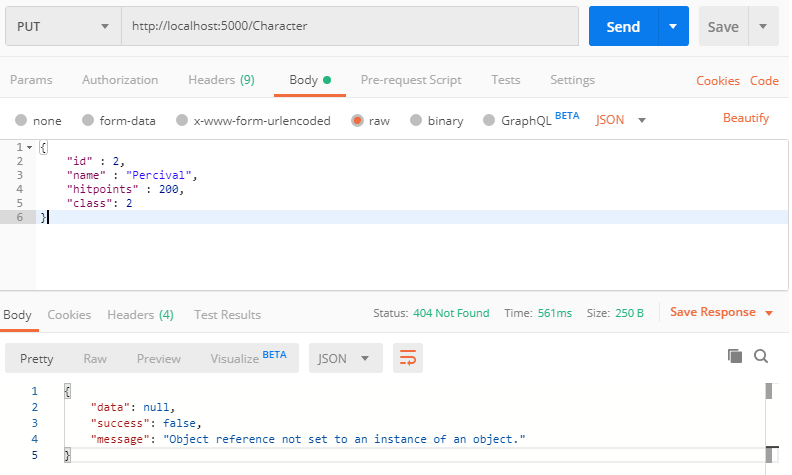 PUT http://localhost:5000/Character Send Save
Params Authorization Headers (9) Body Pre-request Script Tests Settings Cookies Code
none form-data x-www-form-urlencoded raw binary GraphQL BETA JSON Beautify
1 {
2 "id" : 2,
3 "name" : "Percival",
4 "hitpoints" : 200,
5 "class": 2
6 }
Body Cookies Headers (4) Test Results Status: 404 Not Found Time: 561ms Size: 250 B Save Response
Pretty Raw Preview Visualize BETA JSON
1 {
2 "data": null,
3 "success": false,
4 "message": "Object reference not set to an instance of an object."
5 }